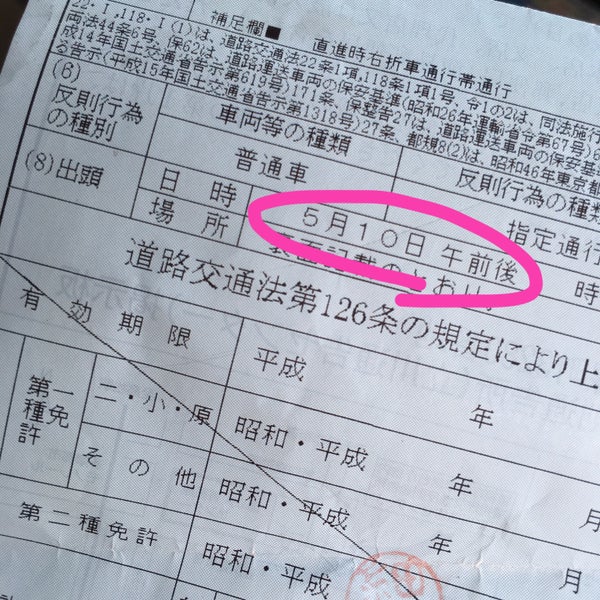 補足欄■　直進時右折車通行帯通行
22.1,118・1(1)は、道路交通法22条1項,118条1項1号、令1の2は、同法施行
両法44条6号。保62は、道路運送車両の保安基準(昭和26年運輸省令第67号)6
成14年国土交通省告示第619号)171条、保整告27は、道路運送車両の保安基
る告示(平成15年国土交通省告示第1318号)27条、都規8(2)は、昭和46年東京都
(6)
反則行為
の種別
車両等の種類
普通車
反則行為の種類
指定通行
(8)出頭
日時
5月10日 午前後
時
場所
裏面記載のとおり。
道路交通法第126条の規定により上
有効期限
平成　年
第一
種免
許
二・小・原
昭和・平成　年　月
その他
昭和・平成　年　月
第二種免許
昭和・平成